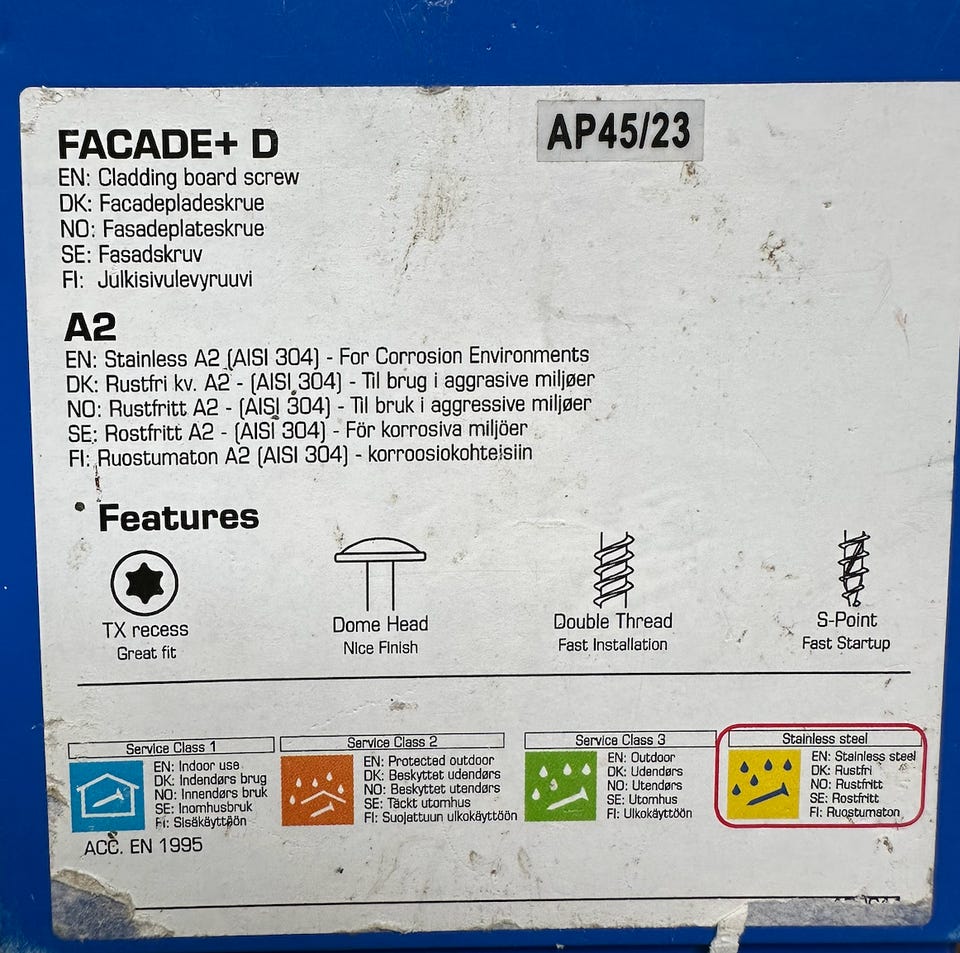 FACADE+ D
AP45/23
EN: Cladding board screw
DK: Facadepladeskrue
NO: Fasadeplateskrue
SE: Fasadskruv
FI: Julkisivulevyruuvi
A2
EN: Stainless A2 (AISI 304) - For Corrosion Environments
DK: Rustfri kv. A2 - (AISI 304) - Til brug i aggrasive miljøer
NO: Rustfritt A2 - (AISI 304) - Til bruk i aggressive miljøer
SE: Rostfritt A2 - (AISI 304) - För korrosiva miljöer
FI: Ruostumaton A2 (AISI 304) - korroosiokohteisiin
Features
TX recess
Great fit
Dome Head
Nice Finish
Double Thread
Fast Installation
S-Point
Fast Startup
Service Class 1
EN: Indoor use
DK: Indendørs brug
NO: Innendørs bruk
SE: Inomhusbruk
FI: Sisäkäyttöön
Service Class 2
EN: Protected outdoor
DK: Beskyttet udendørs
NO: Beskyttet utendørs
SE: Täckt utomhus
FI: Suojattuun ulkokäyttöön
Service Class 3
EN: Outdoor
DK: Udendørs
NO: Utendørs
SE: Utomhus
FI: Ulkokäyttöön
Stainless steel
EN: Stainless steel
DK: Rustfri
NO: Rustfritt
SE: Rostfritt
FI: Ruostumaton
ACC. EN 1995